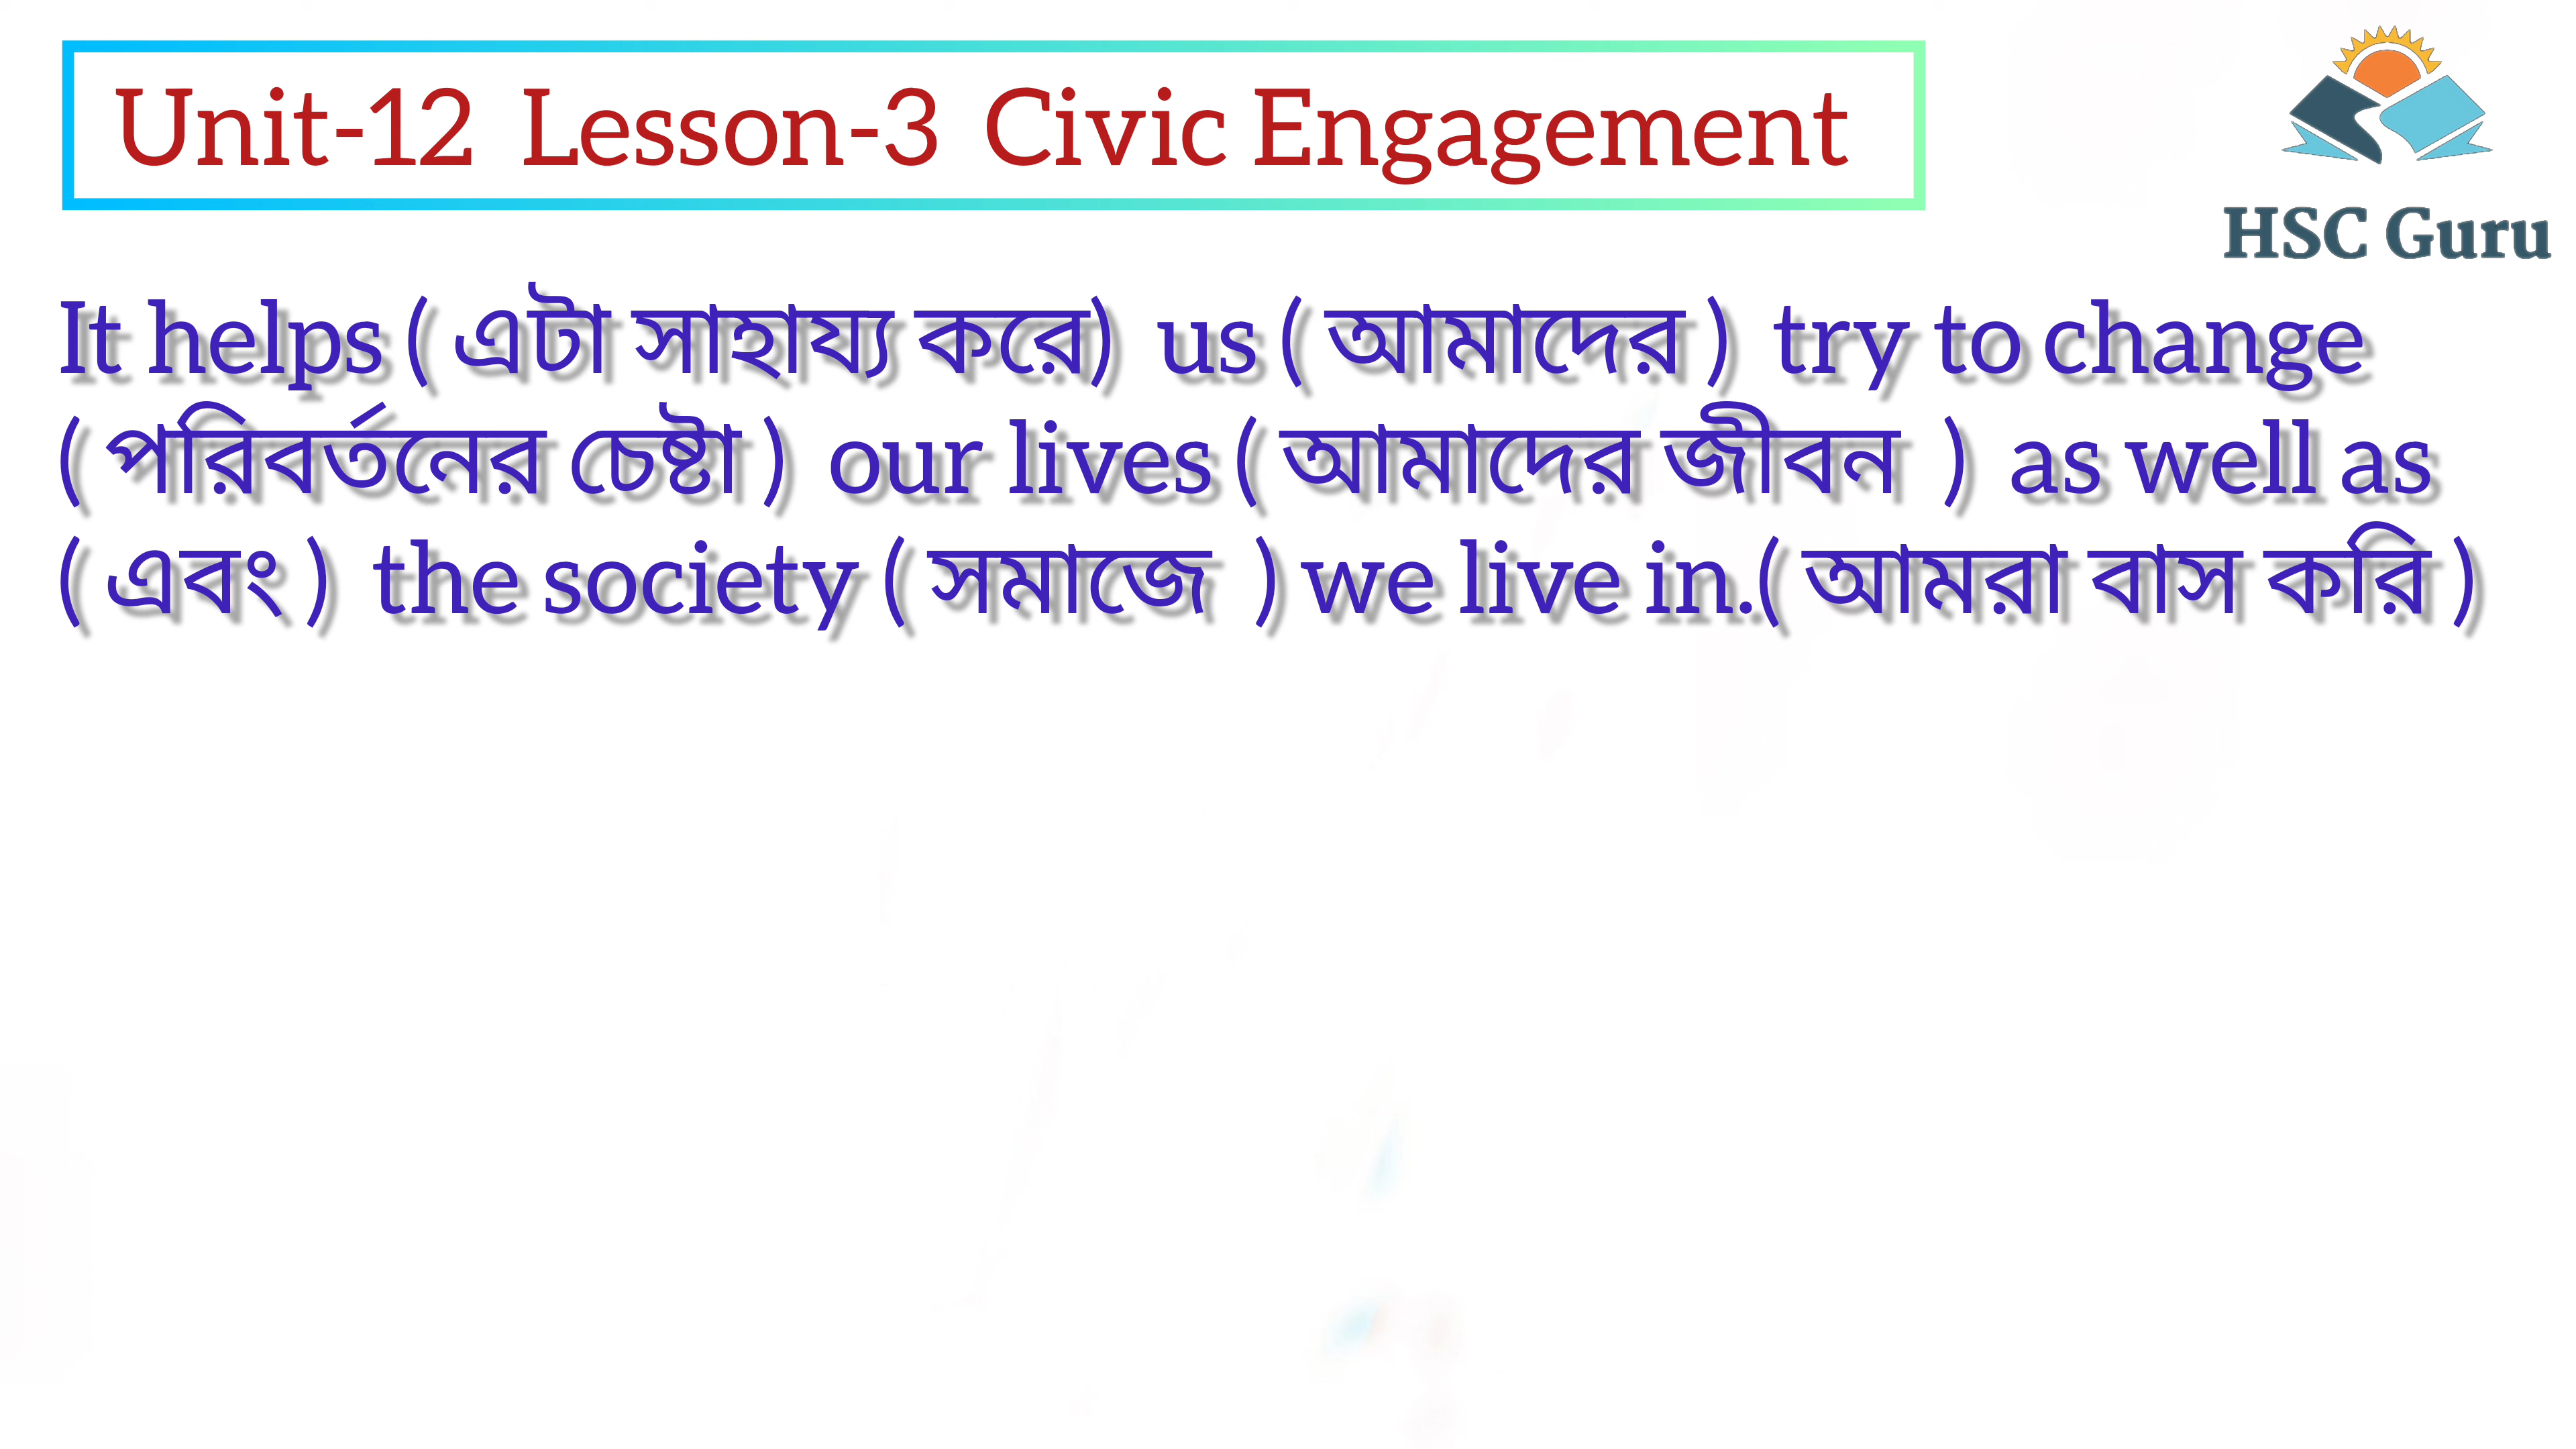 Unit-12 Lesson-3 Civic Engagement
HSC Guru
It helps ( এটা সাহায্য করে) us ( আমাদের ) try to change
( পরিবর্তনের চেষ্টা ) our lives ( আমাদের জীবন ) as well as
( এবং ) the society ( সমাজে ) we live in.( আমরা বাস করি )